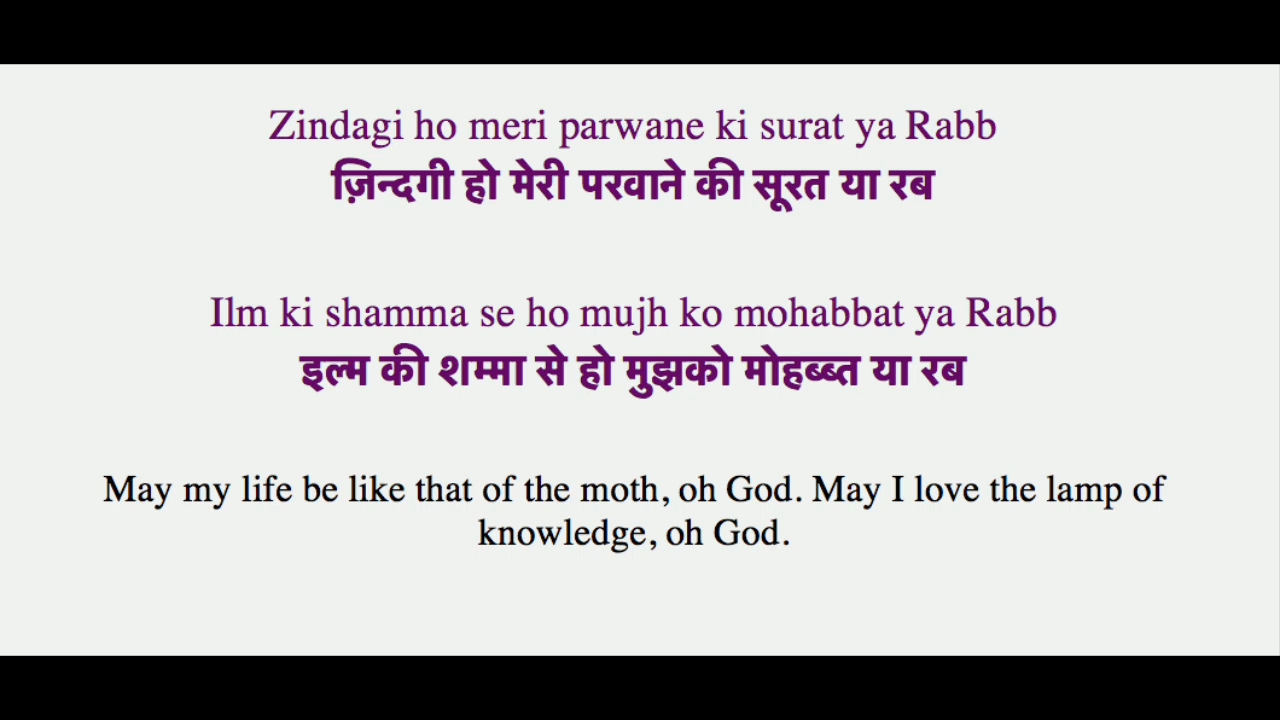 Zindagi ho meri parwane ki surat ya Rabb
ज़िन्दगी हो मेरी परवाने की सूरत या रब
Ilm ki shamma se ho mujh ko mohabbat ya Rabb
इल्म की शम्मा से हो मुझको मोहब्ब्त या रब
May my life be like that of the moth, oh God. May I love the lamp of
knowledge, oh God.